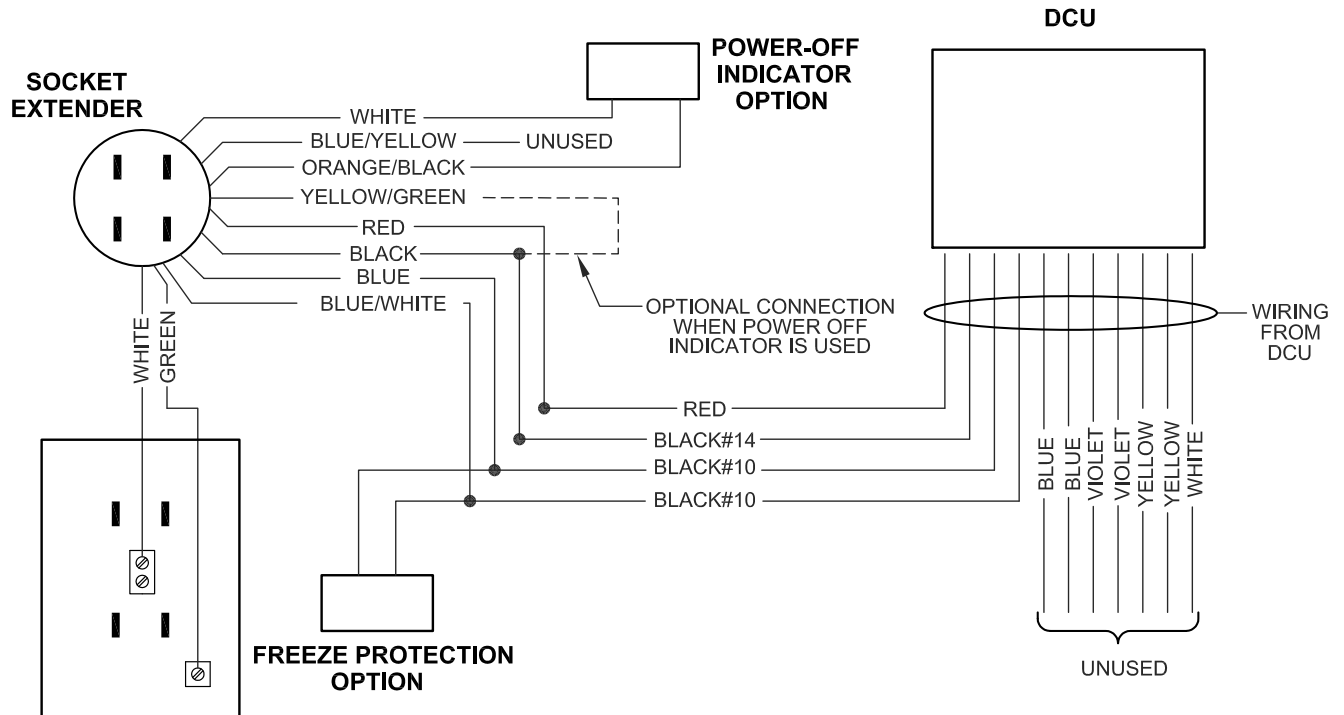 DCU
POWER-OFF
INDICATOR
OPTION
SOCKET
EXTENDER
WHITE
BLUE/YELLOW
UNUSED
ORANGE/BLACK
YELLOW/GREEN
RED
BLACK
BLUE
BLUE/WHITE
OPTIONAL CONNECTION
WHEN POWER OFF
INDICATOR IS USED
WIRING
FROM
DCU
WHITE
GREEN
RED
BLACK#14
BLACK#10
BLACK#10
BLUE
BLUE
VIOLET
VIOLET
YELLOW
YELLOW
WHITE
FREEZE PROTECTION
OPTION
UNUSED